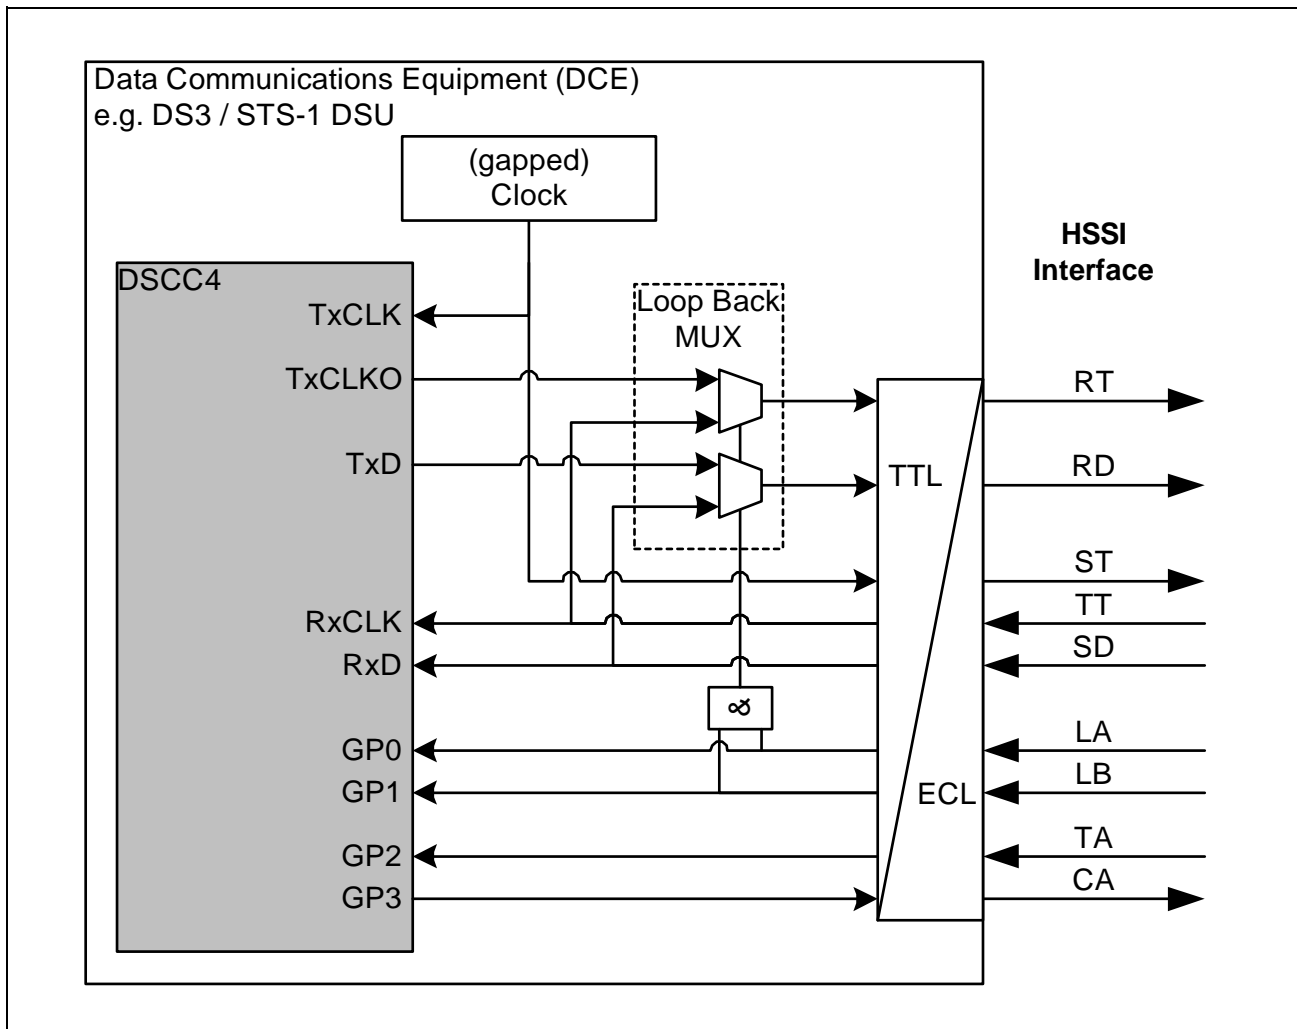 Data Communications Equipment (DCE)
e.g. DS3 / STS-1 DSU
(gapped)
Clock
HSSI
Interface
DSCC4
TxCLK
Loop Back
MUX
TxCLKO
RT
TxD
TTL
RD
ST
RxCLK
TT
RxD
SD
&
GP0
LA
GP1
LB
ECL
GP2
TA
GP3
CA